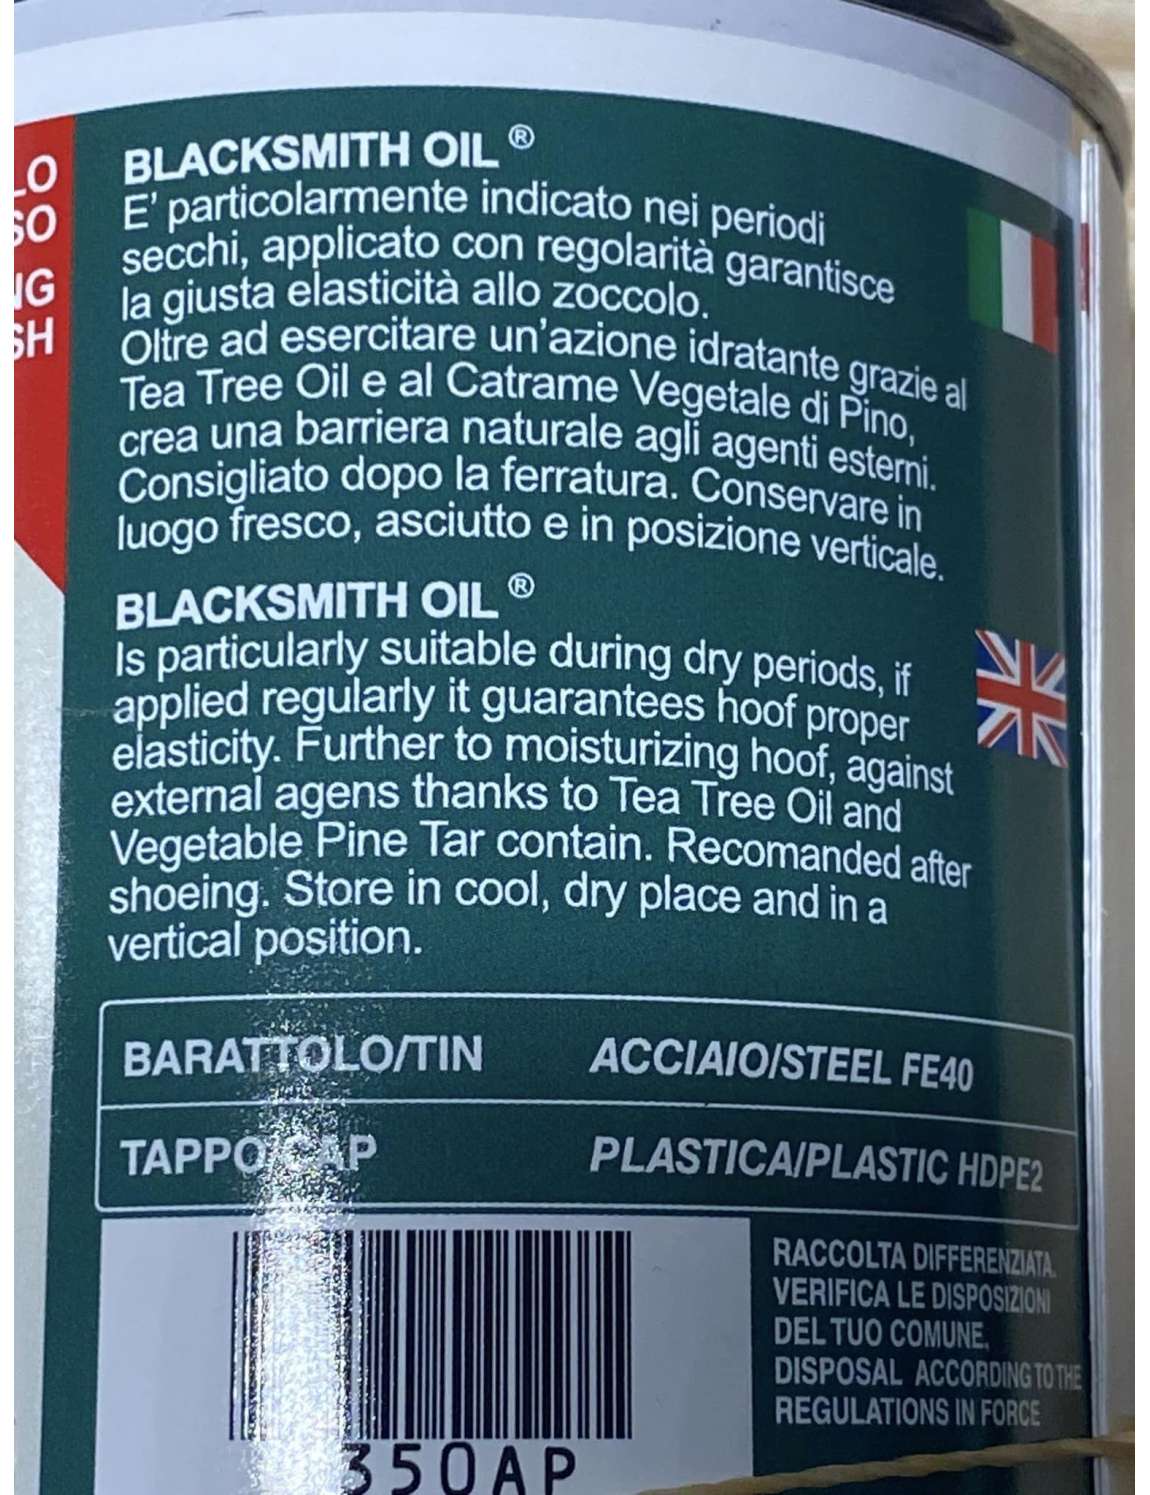 LO
SO
NG
SH
BLACKSMITH OIL ®
E' particolarmente indicato nei periodi
secchi, applicato con regolarità garantisce
la giusta elasticità allo zoccolo.
Oltre ad esercitare un'azione idratante grazie al
Tea Tree Oil e al Catrame Vegetale di Pino,
crea una barriera naturale agli agenti esterni.
Consigliato dopo la ferratura. Conservare in
luogo fresco, asciutto e in posizione verticale.
BLACKSMITH OIL ®
Is particularly suitable during dry periods, if
applied regularly it guarantees hoof proper
elasticity. Further to moisturizing hoof, against
external agens thanks to Tea Tree Oil and
Vegetable Pine Tar contain. Recomanded after
shoeing. Store in cool, dry place and in a
vertical position.
BARATTOLO/TIN ACCIAIO/STEEL FE40
TAPPO/CAP PLASTICA/PLASTIC HDPE2
RACCOLTA DIFFERENZIATA.
VERIFICA LE DISPOSIZIONI
DEL TUO COMUNE.
DISPOSAL ACCORDING TO THE
REGULATIONS IN FORCE
350AP